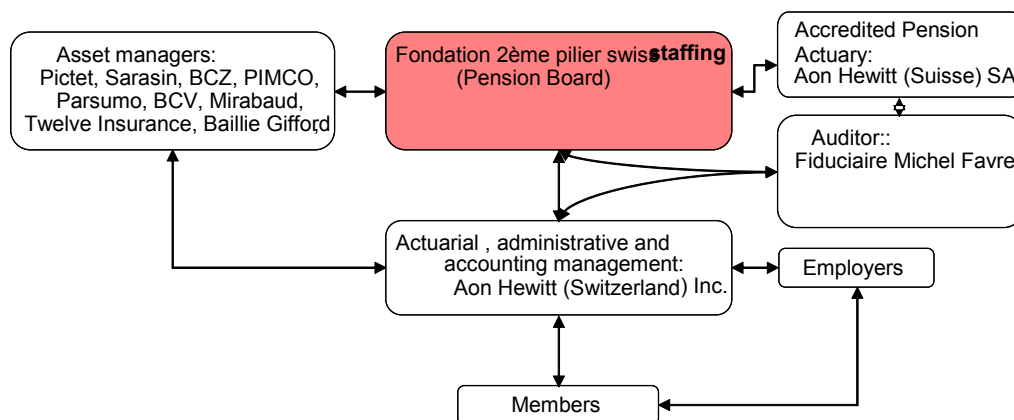 Asset managers:
Pictet, Sarasin, BCZ, PIMCO,
Parsumo, BCV, Mirabaud,
Twelve Insurance, Baillie Gifford,
Fondation 2ème pilier swissstaffing
(Pension Board)
Accredited Pension
Actuary:
Aon Hewitt (Suisse) SA
Auditor::
Fiduciaire Michel Favre
Actuarial , administrative and
accounting management:
Aon Hewitt (Switzerland) Inc.
Employers
Members